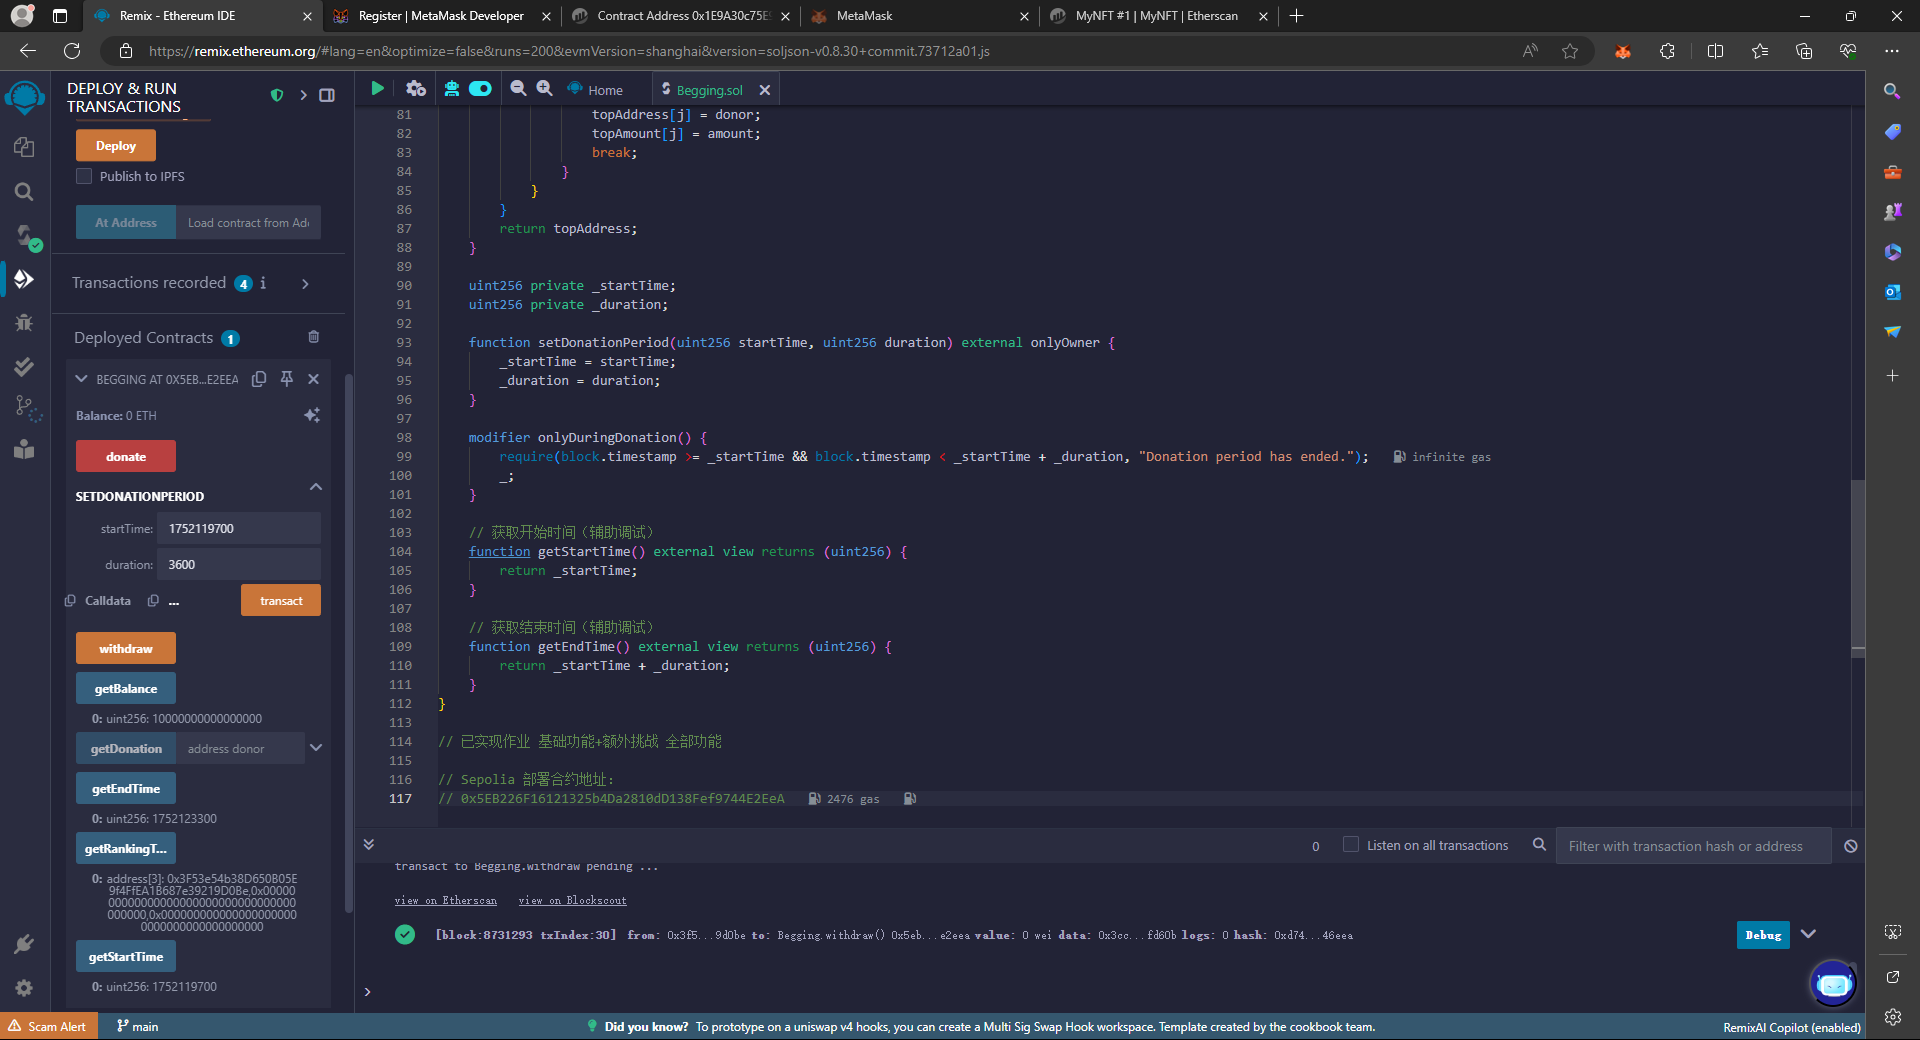 Remix - Ethereum IDE
Register | MetaMask Developer
Contract Address 0x1E9A30c75E
MetaMask
MyNFT #1 | MyNFT | Etherscan
https://remix.ethereum.org/#lang=en&optimize=false&runs=200&evmVersion=shanghai&version=soljson-v0.8.30+commit.73712a01.js
DEPLOY & RUN
TRANSACTIONS
Deploy
Publish to IPFS
At Address
Load contract from Ad
Transactions recorded 4 i
Deployed Contracts 1
BEGGING AT 0X5EB...E2EEA
Balance: 0 ETH
donate
SETDONATIONPERIOD
startTime: 1752119700
duration: 3600
Calldata
...
transact
withdraw
getBalance
0: uint256: 10000000000000000
getDonation
address donor
getEndTime
0: uint256: 1752123300
getRankingT...
0: address[3]: 0x3F53e54b38D650B05E
9f4FfEA1B687e39219D0Be,0x00000
00000000000000000000000000000
000000,0x0000000000000000000000
0000000000000000000
getStartTime
0: uint256: 1752119700
Home
Begging.sol
81 topAddress[j] = donor;
82 topAmount[j] = amount;
83 break;
84 }
85 }
86 }
87 return topAddress;
88 }
89
90 uint256 private _startTime;
91 uint256 private _duration;
92
93 function setDonationPeriod(uint256 startTime, uint256 duration) external onlyOwner {
94 _startTime = startTime;
95 _duration = duration;
96 }
97
98 modifier onlyDuringDonation() {
99 require(block.timestamp >= _startTime && block.timestamp < _startTime + _duration, "Donation period has ended."); infinite gas
100 _;
101 }
102
103 // 获取开始时间（辅助调试）
104 function getStartTime() external view returns (uint256) {
105 return _startTime;
106 }
107
108 // 获取结束时间（辅助调试）
109 function getEndTime() external view returns (uint256) {
110 return _startTime + _duration;
111 }
112 }
113
114 // 已实现作业 基础功能+额外挑战 全部功能
115
116 // Sepolia 部署合约地址：
117 // 0x5EB226F16121325b4Da2810dD138Fef9744E2EeA 2476 gas
0
Listen on all transactions
Filter with transaction hash or address
transact to Begging.withdraw pending ...
view on Etherscan view on Blockscout
[block:8731293 txIndex:30] from: 0x3f5...9d0be to: Begging.withdraw() 0x5eb...e2eea value: 0 wei data: 0x3cc...fd60b logs: 0 hash: 0xd74...46eea
Debug
>
Scam Alert
main
Did you know? To prototype on a uniswap v4 hooks, you can create a Multi Sig Swap Hook workspace. Template created by the cookbook team.
RemixAI Copilot (enabled)